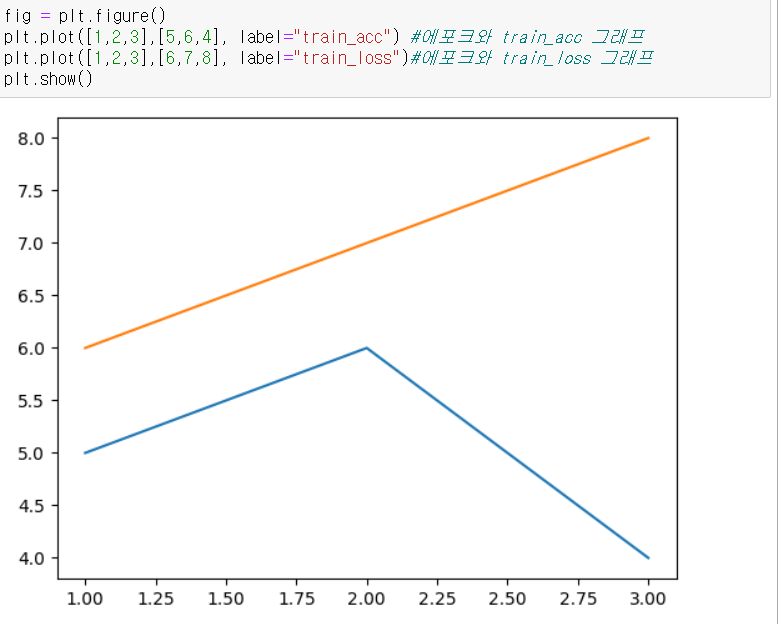 fig = plt.figure()
plt.plot([1,2,3],[5,6,4], label="train_acc") #에포크와 train_acc 그래프
plt.plot([1,2,3],[6,7,8], label="train_loss")#에포크와 train_loss 그래프
plt.show()
8.0
7.5
7.0
6.5
6.0
5.5
5.0
4.5
4.0
1.00 1.25 1.50 1.75 2.00 2.25 2.50 2.75 3.00